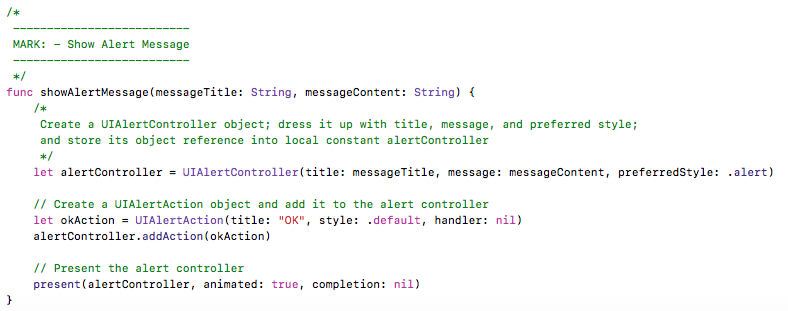 /*
---------------------------
MARK: - Show Alert Message
---------------------------
*/
func showAlertMessage(messageTitle: String, messageContent: String) {
/*
Create a UIAlertController object; dress it up with title, message, and preferred style;
and store its object reference into local constant alertController
*/
let alertController = UIAlertController(title: messageTitle, message: messageContent, preferredStyle: .alert)
// Create a UIAlertAction object and add it to the alert controller
let okAction = UIAlertAction(title: "OK", style: .default, handler: nil)
alertController.addAction(okAction)
// Present the alert controller
present(alertController, animated: true, completion: nil)
}